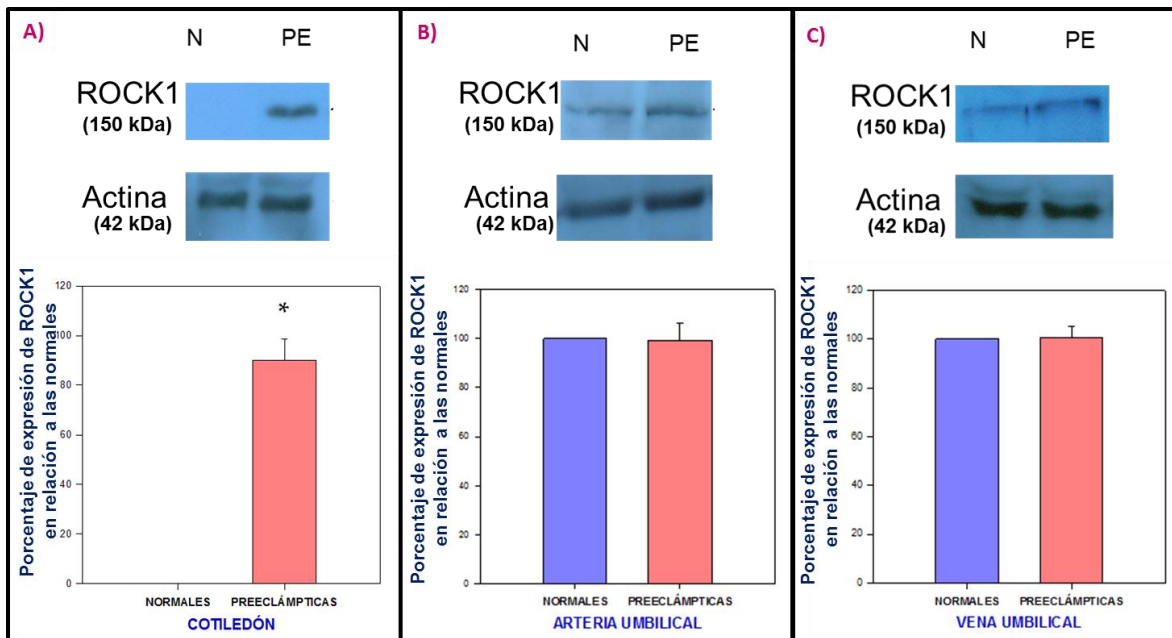 A)
N PE
ROCK1
(150 kDa)
Actina
(42 kDa)
Porcentaje de expresión de ROCK1
en relación a las normales
120
100
80
60
40
20
0
*
NORMALES PREECLÁMPTICAS
COTILEDÓN
B)
N PE
ROCK1
(150 kDa)
Actina
(42 kDa)
Porcentaje de expresión de ROCK1
en relación a las normales
120
100
80
60
40
20
0
NORMALES PREECLÁMPTICAS
ARTERIA UMBILICAL
C)
N PE
ROCK1
(150 kDa)
Actina
(42 kDa)
Porcentaje de expresión de ROCK1
en relación a las normales
120
100
80
60
40
20
0
NORMALES PREECLÁMPTICAS
VENA UMBILICAL